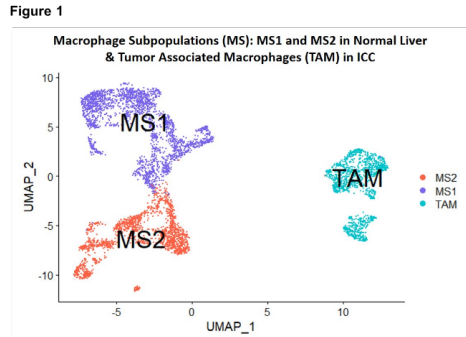 Figure 1
Macrophage Subpopulations (MS): MS1 and MS2 in Normal Liver
& Tumor Associated Macrophages (TAM) in ICC
10
5
0
-5
-10
UMAP_2
MS1
MS2
TAM
MS2
MS1
TAM
-5
0
5
10
UMAP_1